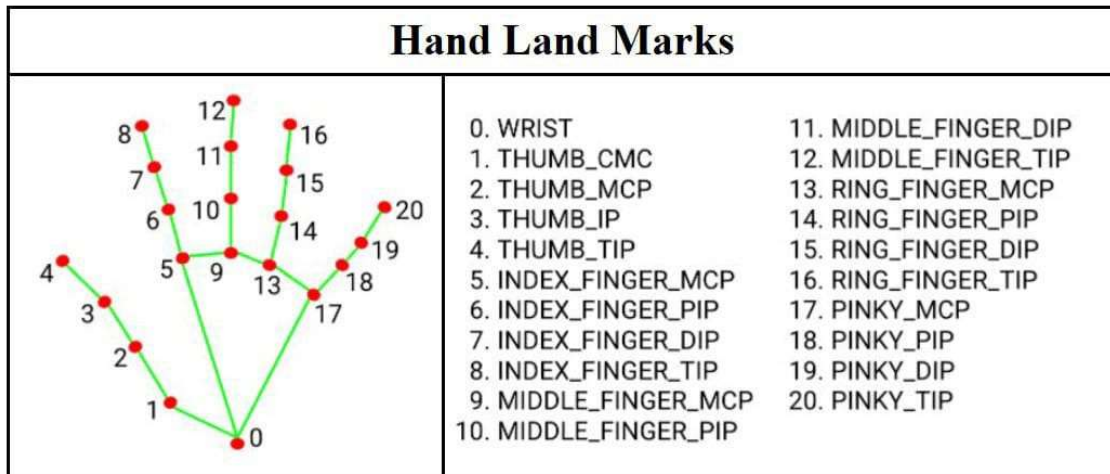 Hand Land Marks
12
8
16
11
7
15
10
20
6
14
19
4
5
9
13
18
3
17
2
1
0
0. WRIST
1. THUMB_CMC
2. THUMB_MCP
3. THUMB_IP
4. THUMB_TIP
5. INDEX_FINGER_MCP
6. INDEX_FINGER_PIP
7. INDEX_FINGER_DIP
8. INDEX_FINGER_TIP
9. MIDDLE_FINGER_MCP
10. MIDDLE_FINGER_PIP
11. MIDDLE_FINGER_DIP
12. MIDDLE_FINGER_TIP
13. RING_FINGER_MCP
14. RING_FINGER_PIP
15. RING_FINGER_DIP
16. RING_FINGER_TIP
17. PINKY_MCP
18. PINKY_PIP
19. PINKY_DIP
20. PINKY_TIP